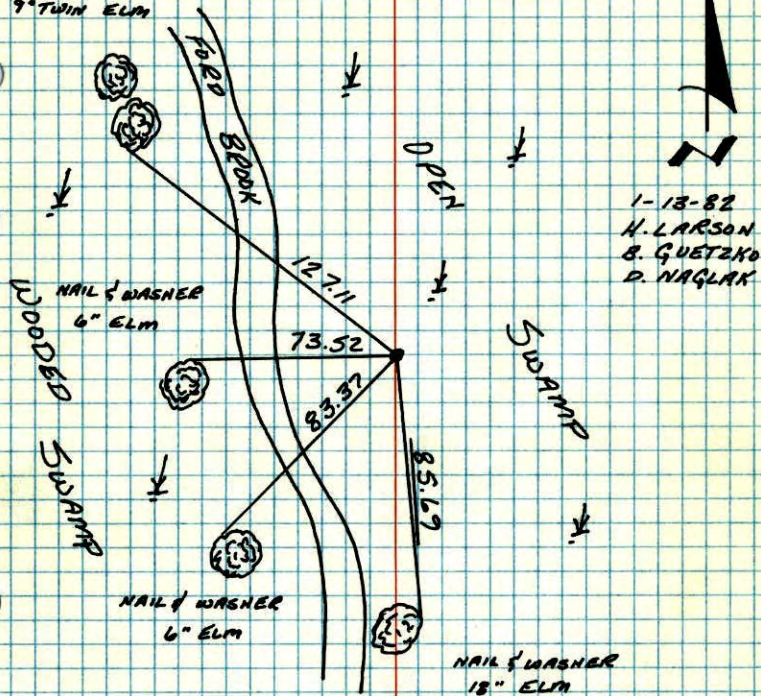 9" TWIN ELM
FORD BROOK
OPEN
N
1-13-82
H. LARSON
B. GUETZKO
D. NAGLAK
127.11
NAIL & WASHER
6" ELM
73.52
WOODED SWAMP
83.37
SWAMP
85.69
NAIL & WASHER
6" ELM
NAIL & WASHER
18" ELM